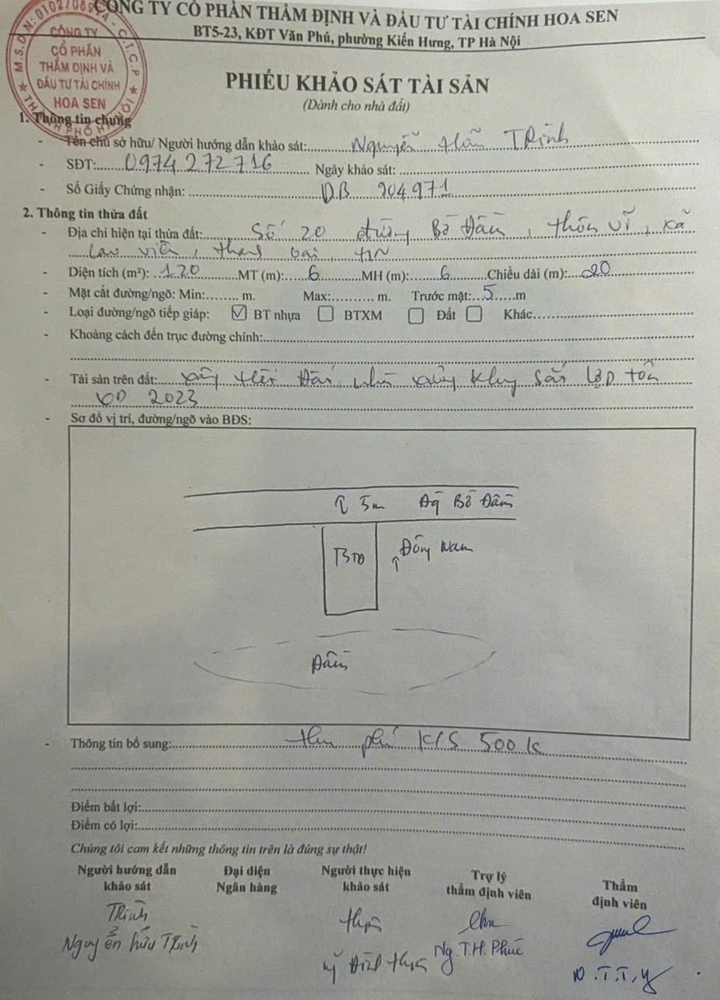 CÔNG TY CỔ PHẦN THẨM ĐỊNH VÀ ĐẦU TƯ TÀI CHÍNH HOA SEN
BT5-23, KĐT Văn Phú, phường Kiến Hưng, TP Hà Nội
CÔNG TY
CỔ PHẦN
THẨM ĐỊNH VÀ
ĐẦU TƯ TÀI CHÍNH
HOA SEN
PHIẾU KHẢO SÁT TÀI SẢN
(Dành cho nhà đất)
1. Thông tin chung
- Tên chủ sở hữu/ Người hướng dẫn khảo sát: Nguyễn Hữu Trình
- SĐT: 0974 272 716 Ngày khảo sát:
- Số Giấy Chứng nhận: DB 904971
2. Thông tin thửa đất
- Địa chỉ hiện tại thửa đất: Số 20 đường Bờ Đầm, thôn Vĩ, xã
- Diện tích (m²): 120 MT (m): 6 MH (m): 6 Chiều dài (m): 20
- Mặt cắt đường/ngõ: Min: m. Max: m. Trước mặt: 5 m
- Loại đường/ngõ tiếp giáp: ☑ BT nhựa ☐ BTXM ☐ Đất ☐ Khác
- Khoảng cách đến trục đường chính:
- Tài sản trên đất: lợp tôn
XD 2023
- Sơ đồ vị trí, đường/ngõ vào BĐS:
5m Bờ Đầm
BTĐ
Đông Nam
Đầm
- Thông tin bổ sung: thu phí K/S 500k
Điểm bất lợi:
Điểm có lợi:
Chúng tôi cam kết những thông tin trên là đúng sự thật!
Người hướng dẫn khảo sát
Đại diện Ngân hàng
Người thực hiện khảo sát
Trợ lý thẩm định viên
Thẩm định viên
Trình
Nguyễn Hữu Trình
Ng. T.H. Phúc